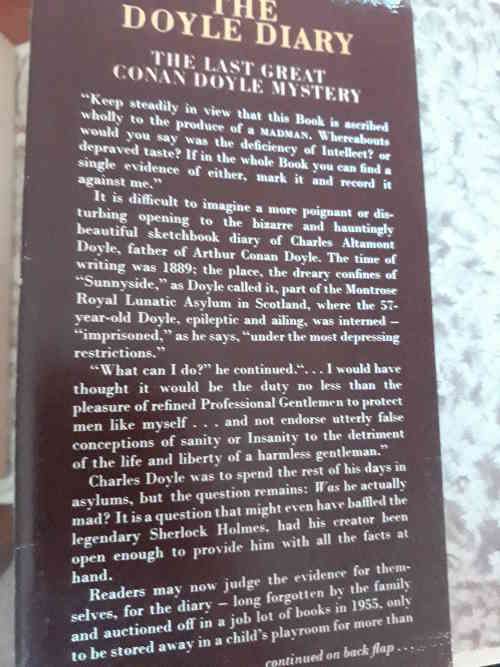 THE
DOYLE DIARY
THE LAST GREAT
CONAN DOYLE MYSTERY
"Keep steadily in view that this Book is ascribed
wholly to the produce of a MADMAN. Whereabouts
would you say was the deficiency of Intellect? or
depraved taste? If in the whole Book you can find a
single evidence of either, mark it and record it
against me."
It is difficult to imagine a more poignant or dis-
turbing opening to the bizarre and hauntingly
beautiful sketchbook diary of Charles Altamont
Doyle, father of Arthur Conan Doyle. The time of
writing was 1889; the place, the dreary confines of
"Sunnyside," as Doyle called it, part of the Montrose
Royal Lunatic Asylum in Scotland, where the 57-
year-old Doyle, epileptic and ailing, was interned –
"imprisoned," as he says, "under the most depressing
restrictions."
"What can I do?" he continued. ". . . I would have
thought it would be the duty no less than the
pleasure of refined Professional Gentlemen to protect
men like myself . . . and not endorse utterly false
conceptions of sanity or Insanity to the detriment
of the life and liberty of a harmless gentleman."
Charles Doyle was to spend the rest of his days in
asylums, but the question remains: Was he actually
mad? It is a question that might even have baffled the
legendary Sherlock Holmes, had his creator been
open enough to provide him with all the facts at
hand.
Readers may now judge the evidence for them-
selves, for the diary – long forgotten by the family
and auctioned off in a job lot of books in 1955, only
to be stored away in a child's playroom for more than
continued on back flap . . .